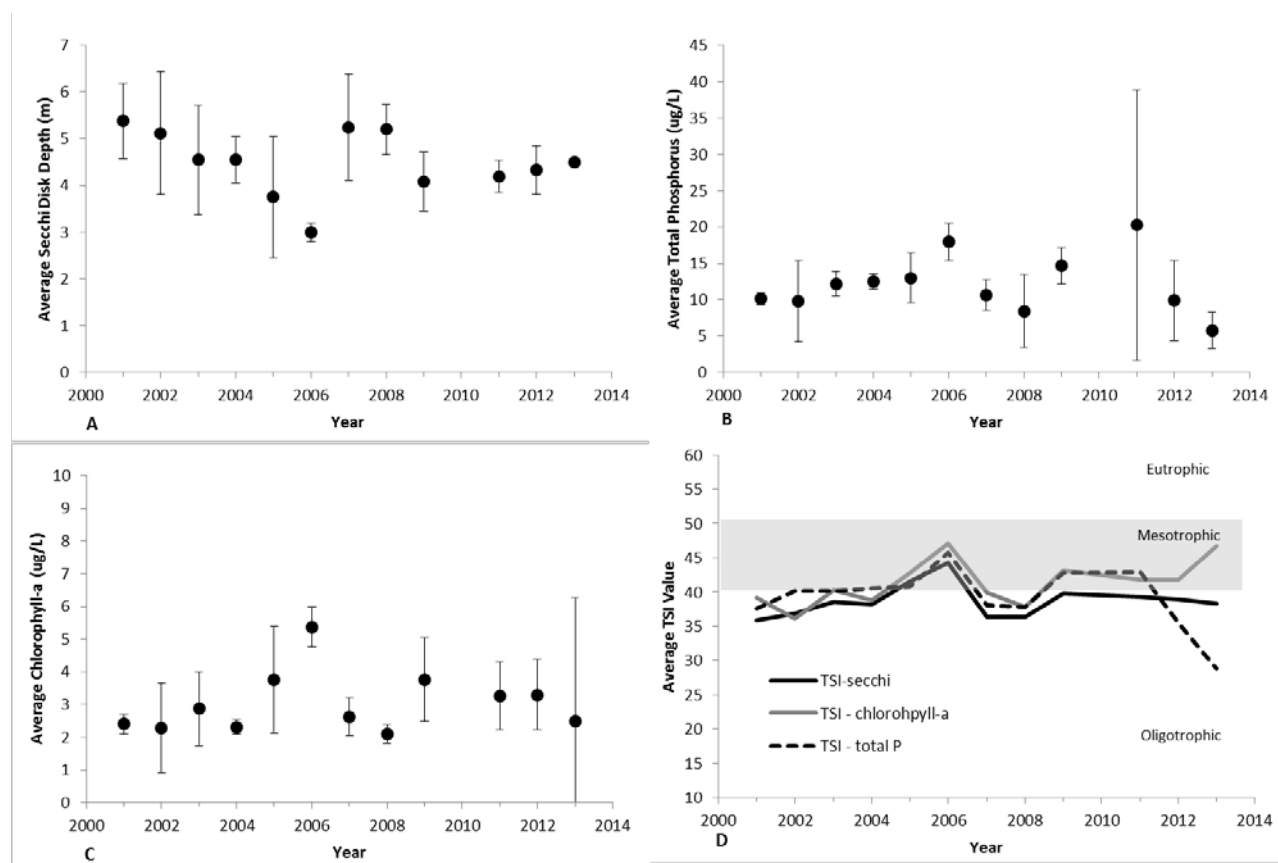 7
6
5
4
3
2
1
0
Average Secchi Disk Depth (m)
2000 2002 2004 2006 2008 2010 2012 2014
A
Year
45
40
35
30
25
20
15
10
5
0
Average Total Phosphorus (ug/L)
2000 2002 2004 2006 2008 2010 2012 2014
B
Year
10
9
8
7
6
5
4
3
2
1
0
Average Chlorophyll-a (ug/L)
2000 2002 2004 2006 2008 2010 2012 2014
C
Year
60
55
50
45
40
35
30
25
20
15
10
Average TSI Value
Eutrophic
Mesotrophic
Oligotrophic
TSI-secchi
TSI - chlorohpyll-a
TSI - total P
2000 2002 2004 2006 2008 2010 2012 2014
D
Year